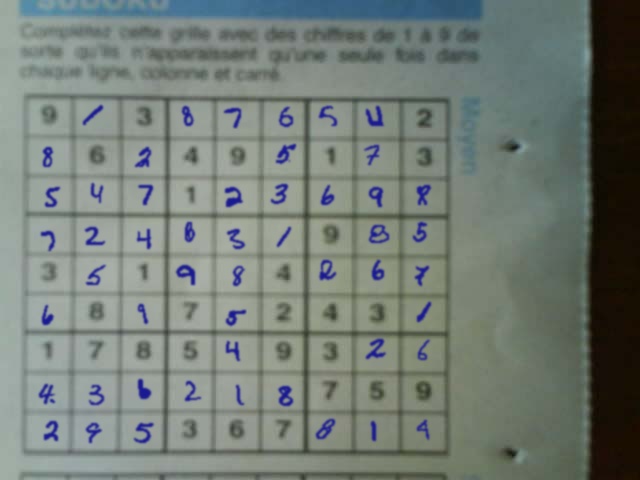 SUDOKU
Complétez cette grille avec des chiffres de 1 à 9 de
sorte qu'ils n'apparaissent qu'une seule fois dans
chaque ligne, colonne et carré.
Moyen
9 1 3 8 7 6 5 4 2
8 6 2 4 9 5 1 7 3
5 4 7 1 2 3 6 9 8
7 2 4 6 3 1 9 8 5
3 5 1 9 8 4 2 6 7
6 8 9 7 5 2 4 3 1
1 7 8 5 4 9 3 2 6
4 3 6 2 1 8 7 5 9
2 9 5 3 6 7 8 1 4